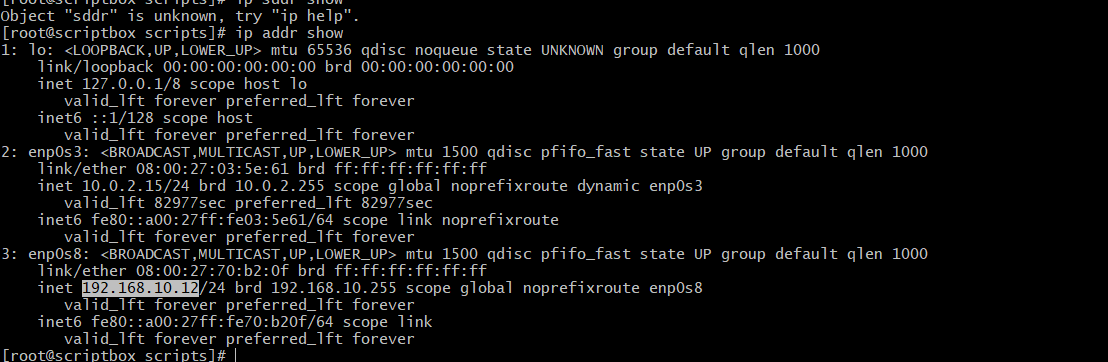 [root@scriptbox scripts]# ip sddr show
Object "sddr" is unknown, try "ip help".
[root@scriptbox scripts]# ip addr show
1: lo: <LOOPBACK,UP,LOWER_UP> mtu 65536 qdisc noqueue state UNKNOWN group default qlen 1000
    link/loopback 00:00:00:00:00:00 brd 00:00:00:00:00:00
    inet 127.0.0.1/8 scope host lo
       valid_lft forever preferred_lft forever
    inet6 ::1/128 scope host
       valid_lft forever preferred_lft forever
2: enp0s3: <BROADCAST,MULTICAST,UP,LOWER_UP> mtu 1500 qdisc pfifo_fast state UP group default qlen 1000
    link/ether 08:00:27:03:5e:61 brd ff:ff:ff:ff:ff:ff
    inet 10.0.2.15/24 brd 10.0.2.255 scope global noprefixroute dynamic enp0s3
       valid_lft 82977sec preferred_lft 82977sec
    inet6 fe80::a00:27ff:fe03:5e61/64 scope link noprefixroute
       valid_lft forever preferred_lft forever
3: enp0s8: <BROADCAST,MULTICAST,UP,LOWER_UP> mtu 1500 qdisc pfifo_fast state UP group default qlen 1000
    link/ether 08:00:27:70:b2:0f brd ff:ff:ff:ff:ff:ff
    inet 192.168.10.12/24 brd 192.168.10.255 scope global noprefixroute enp0s8
       valid_lft forever preferred_lft forever
    inet6 fe80::a00:27ff:fe70:b20f/64 scope link
       valid_lft forever preferred_lft forever
[root@scriptbox scripts]#